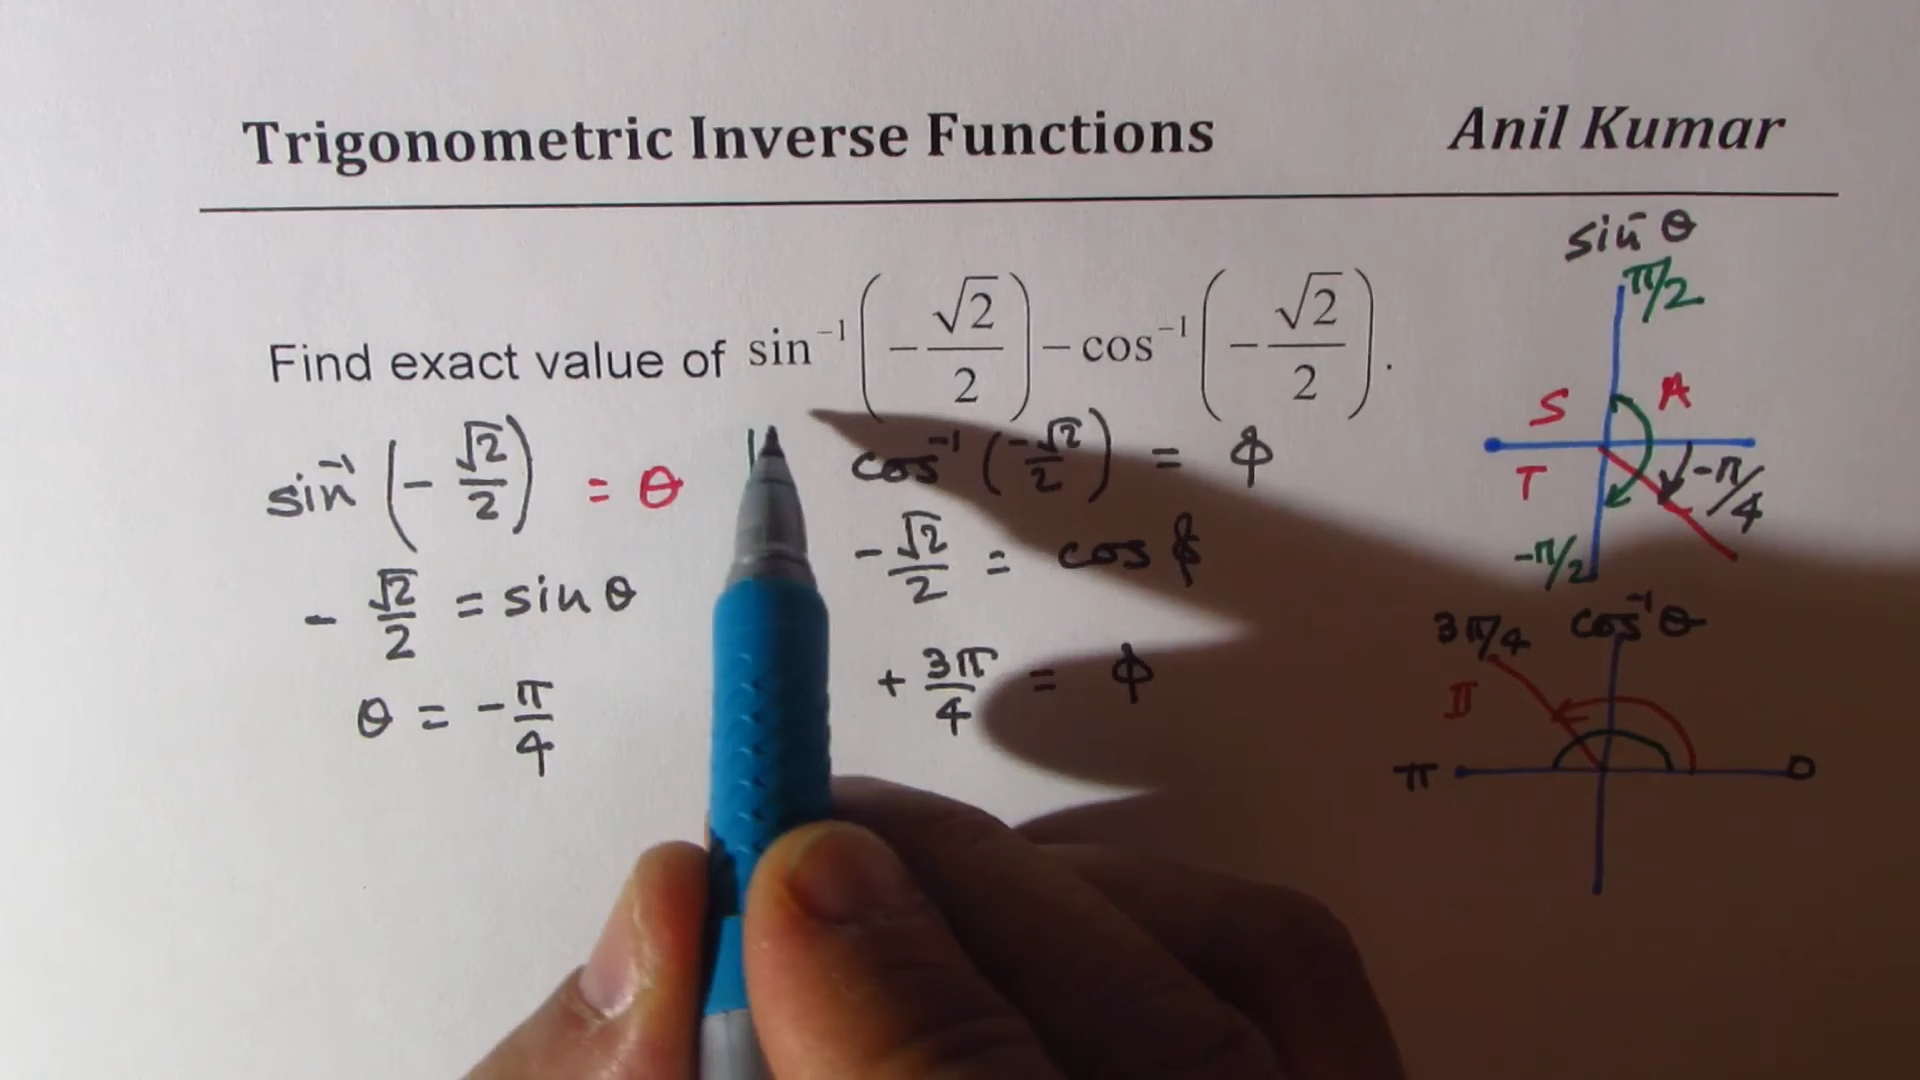 Trigonometric Inverse Functions Anil Kumar
Find exact value of sin⁻¹(-√2/2) - cos⁻¹(-√2/2).
sin⁻¹(-√2/2) = θ
-√2/2 = sin θ
θ = -π/4
cos⁻¹(-√2/2) = ϕ
-√2/2 = cos ϕ
+ 3π/4 = ϕ
sin⁻ θ
π/2
S A
T -π/4
-π/2
3π/4 cos⁻¹ θ
II
π 0